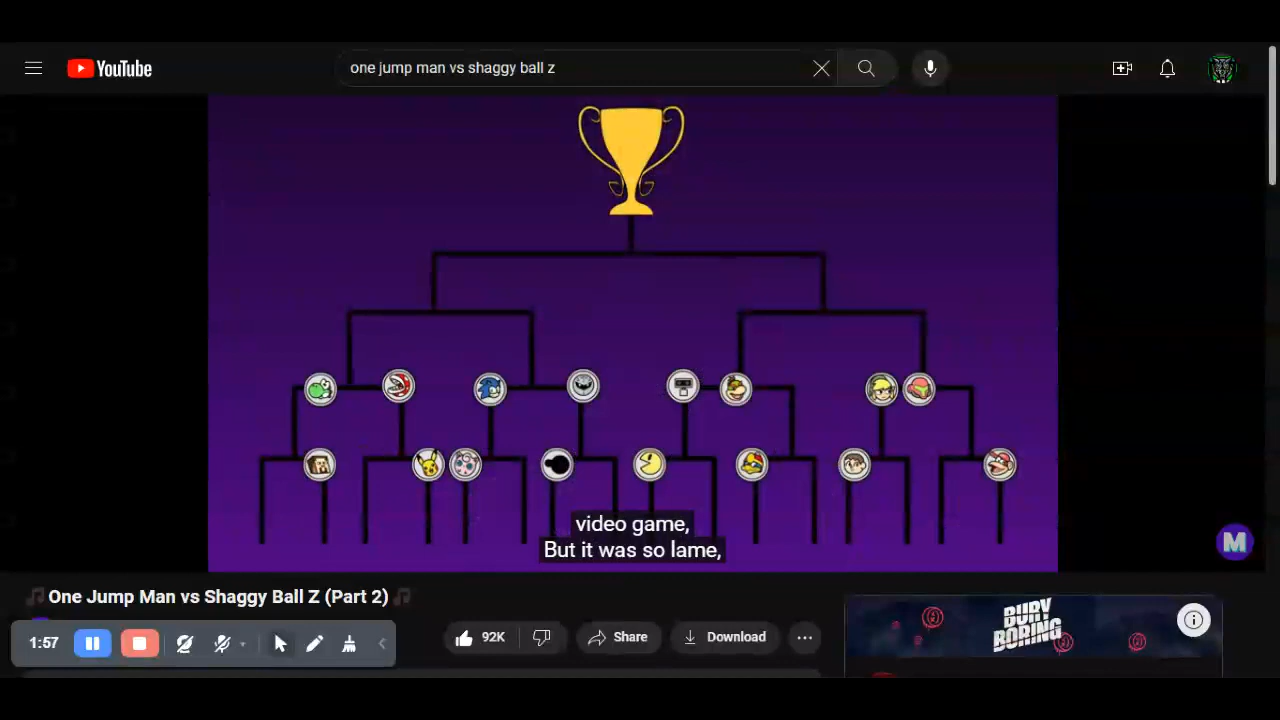 YouTube
one jump man vs shaggy ball z
video game,
But it was so lame,
M
🎵One Jump Man vs Shaggy Ball Z (Part 2)🎵
1:57
92K
Share
Download
BURY
BORING